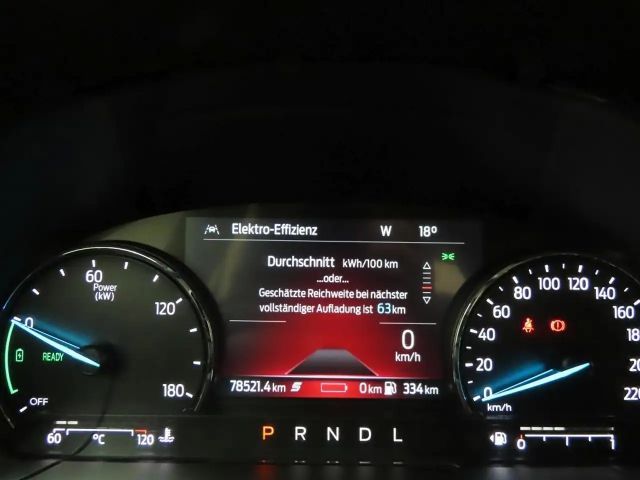 Elektro-Effizienz W 18°
Durchschnitt kWh/100 km
...oder...
Geschätzte Reichweite bei nächster
vollständiger Aufladung ist 63 km
0
km/h
78521.4 km S 0 km 334 km
60
Power
(kW)
120
0
READY
180
OFF
60 °C 120
P R N D L
100
120
80
140
60
160
40
20
0
km/h
220
0 1